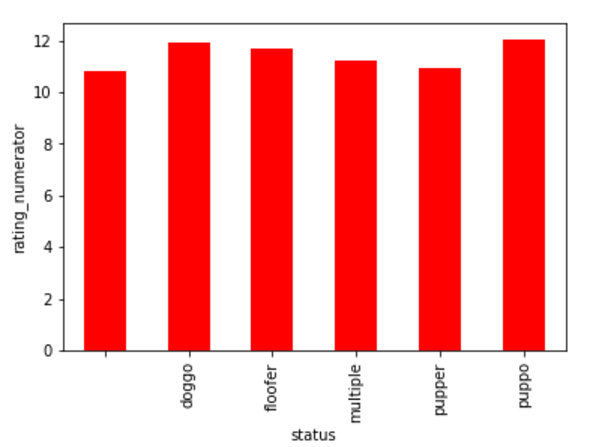 12
10
8
6
4
2
0
rating_numerator
doggo
floofer
multiple
pupper
puppo
status